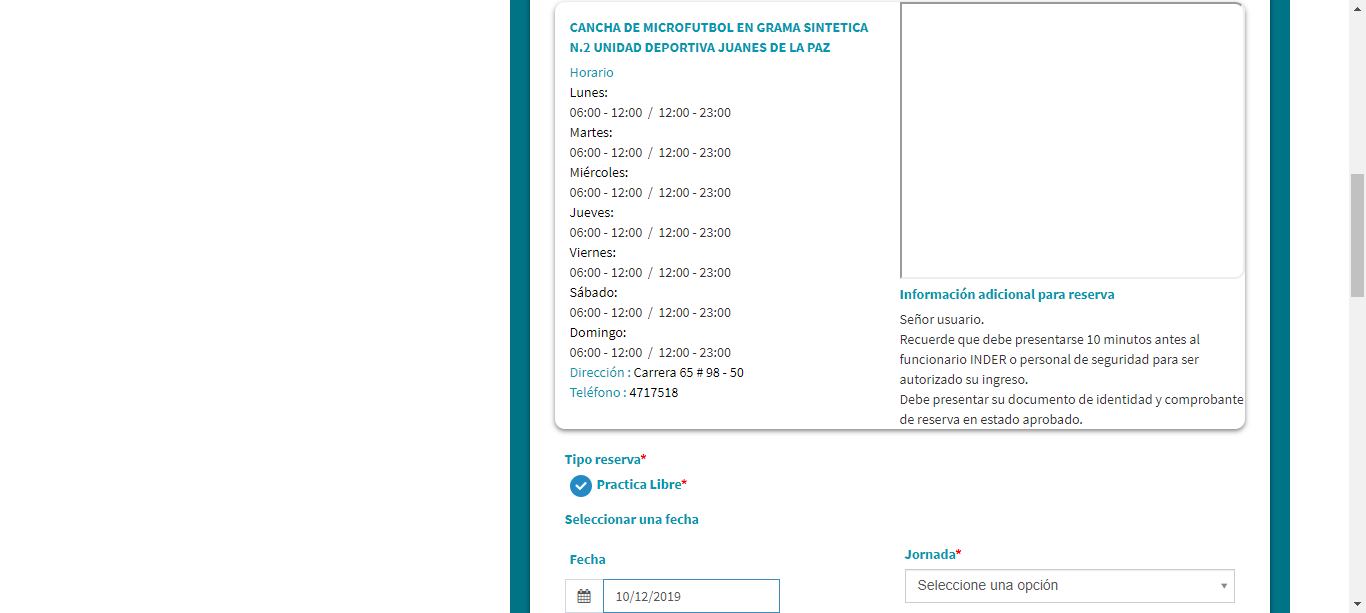 CANCHA DE MICROFUTBOL EN GRAMA SINTETICA
N.2 UNIDAD DEPORTIVA JUANES DE LA PAZ
Horario
Lunes:
06:00 - 12:00 / 12:00 - 23:00
Martes:
06:00 - 12:00 / 12:00 - 23:00
Miércoles:
06:00 - 12:00 / 12:00 - 23:00
Jueves:
06:00 - 12:00 / 12:00 - 23:00
Viernes:
06:00 - 12:00 / 12:00 - 23:00
Sábado:
06:00 - 12:00 / 12:00 - 23:00
Domingo:
06:00 - 12:00 / 12:00 - 23:00
Dirección : Carrera 65 # 98 - 50
Teléfono : 4717518
Información adicional para reserva
Señor usuario.
Recuerde que debe presentarse 10 minutos antes al
funcionario INDER o personal de seguridad para ser
autorizado su ingreso.
Debe presentar su documento de identidad y comprobante
de reserva en estado aprobado.
Tipo reserva*
Practica Libre*
Seleccionar una fecha
Fecha
10/12/2019
Jornada*
Seleccione una opción